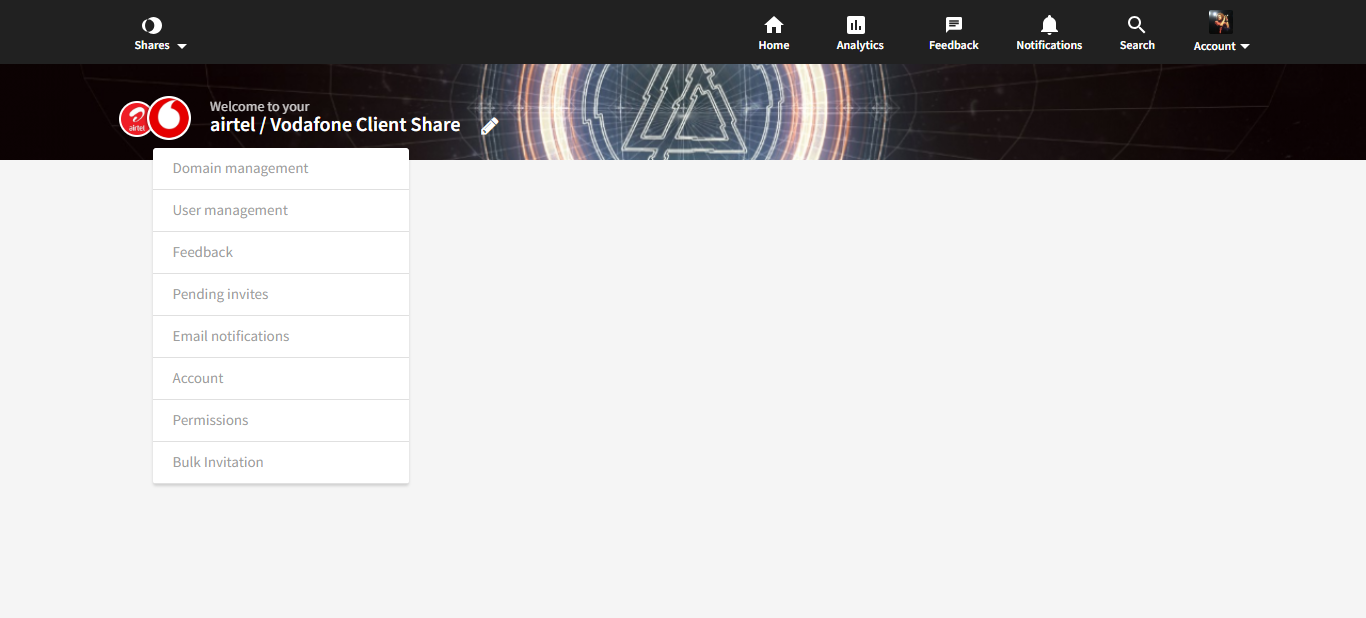 Shares
Home
Analytics
Feedback
Notifications
Search
Account
airtel
Welcome to your
airtel / Vodafone Client Share
Domain management
User management
Feedback
Pending invites
Email notifications
Account
Permissions
Bulk Invitation